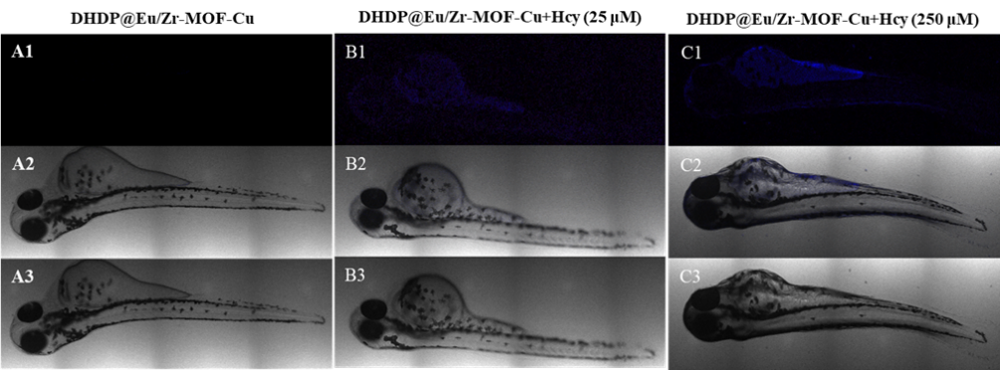 DHDP@Eu/Zr-MOF-Cu
DHDP@Eu/Zr-MOF-Cu+Hcy (25 μM)
DHDP@Eu/Zr-MOF-Cu+Hcy (250 μM)
A1
B1
C1
A2
B2
C2
A3
B3
C3